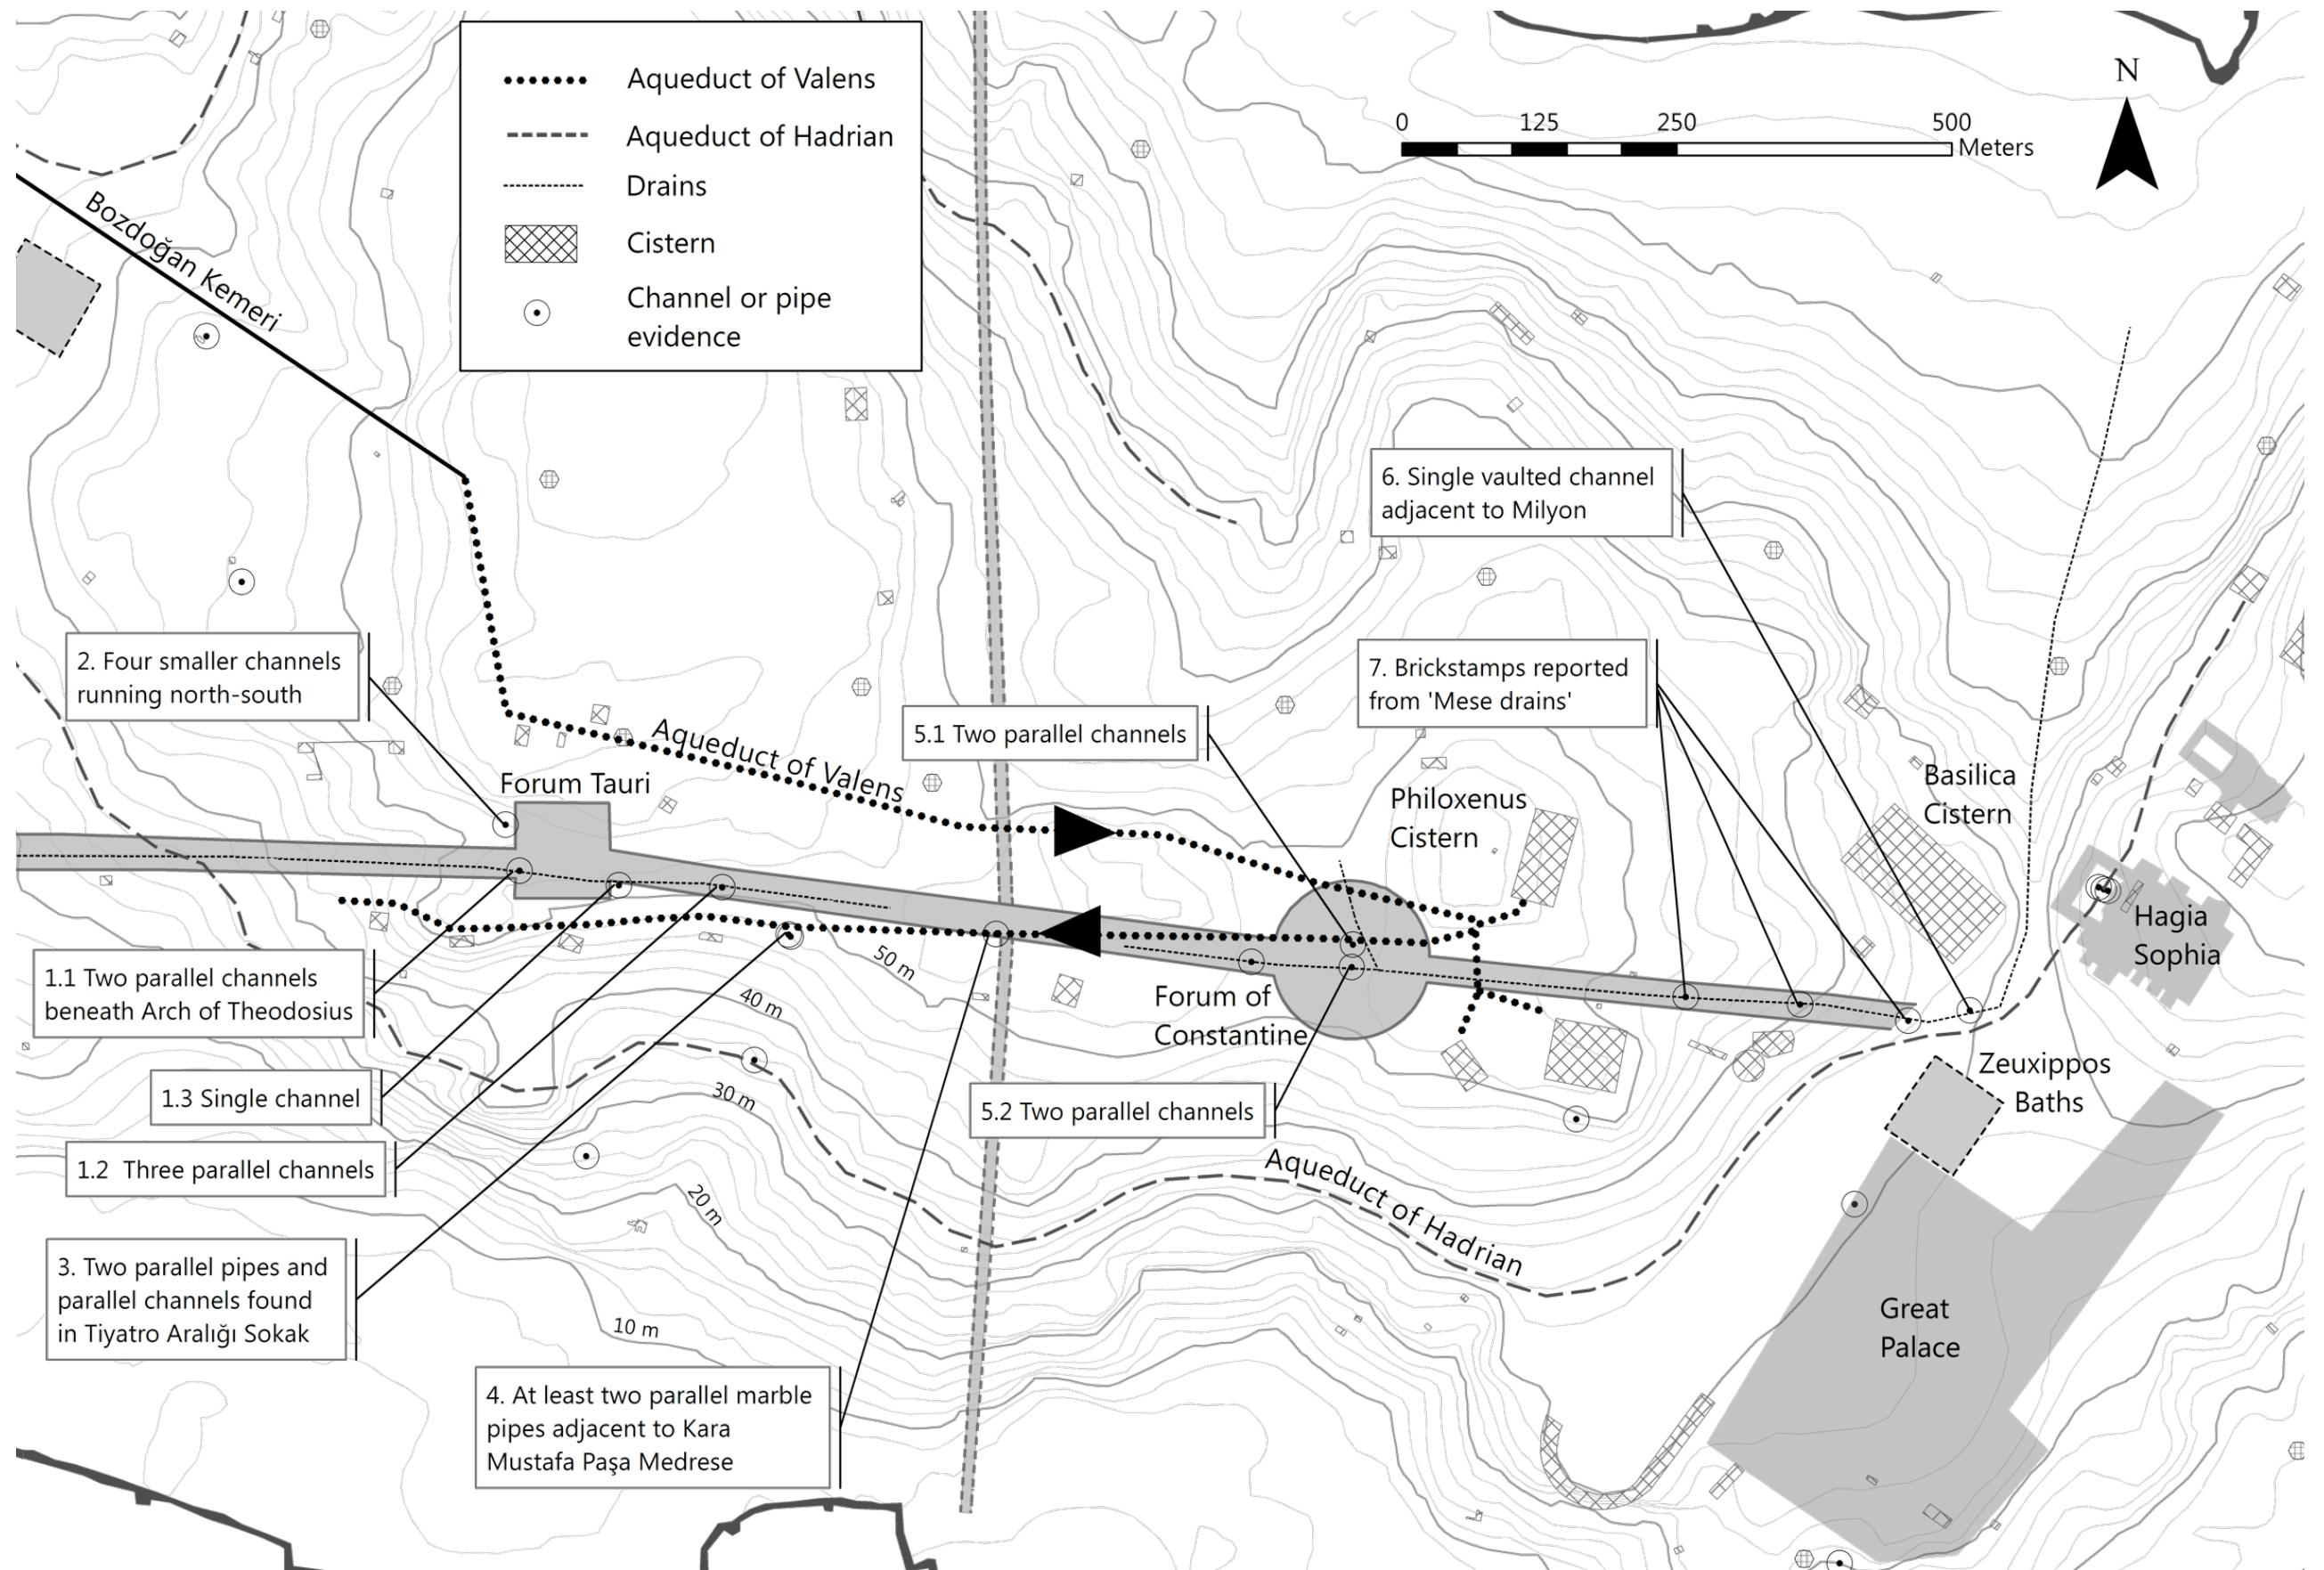 Aqueduct of Valens
Aqueduct of Hadrian
Drains
Cistern
Channel or pipe
evidence
N
0 125 250 500
Meters
Bozdoğan Kemeri
6. Single vaulted channel
adjacent to Milyon
2. Four smaller channels
running north-south
7. Brickstamps reported
from 'Mese drains'
5.1 Two parallel channels
Aqueduct of Valens
Forum Tauri
Philoxenus
Cistern
Basilica
Cistern
Hagia
Sophia
1.1 Two parallel channels
beneath Arch of Theodosius
50 m
40 m
30 m
20 m
10 m
Forum of
Constantine
1.3 Single channel
5.2 Two parallel channels
Zeuxippos
Baths
1.2 Three parallel channels
Aqueduct of Hadrian
3. Two parallel pipes and
parallel channels found
in Tiyatro Aralığı Sokak
Great
Palace
4. At least two parallel marble
pipes adjacent to Kara
Mustafa Paşa Medrese